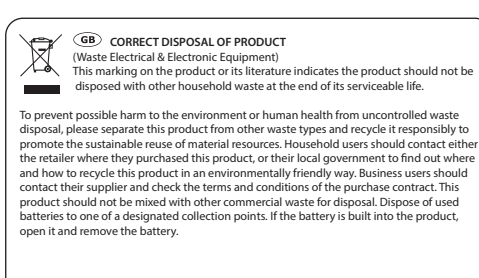 GB CORRECT DISPOSAL OF PRODUCT
(Waste Electrical & Electronic Equipment)
This marking on the product or its literature indicates the product should not be
disposed with other household waste at the end of its serviceable life.
To prevent possible harm to the environment or human health from uncontrolled waste
disposal, please separate this product from other waste types and recycle it responsibly to
promote the sustainable reuse of material resources. Household users should contact either
the retailer where they purchased this product, or their local government to find out where
and how to recycle this product in an environmentally friendly way. Business users should
contact their supplier and check the terms and conditions of the purchase contract. This
product should not be mixed with other commercial waste for disposal. Dispose of used
batteries to one of a designated collection points. If the battery is built into the product,
open it and remove the battery.